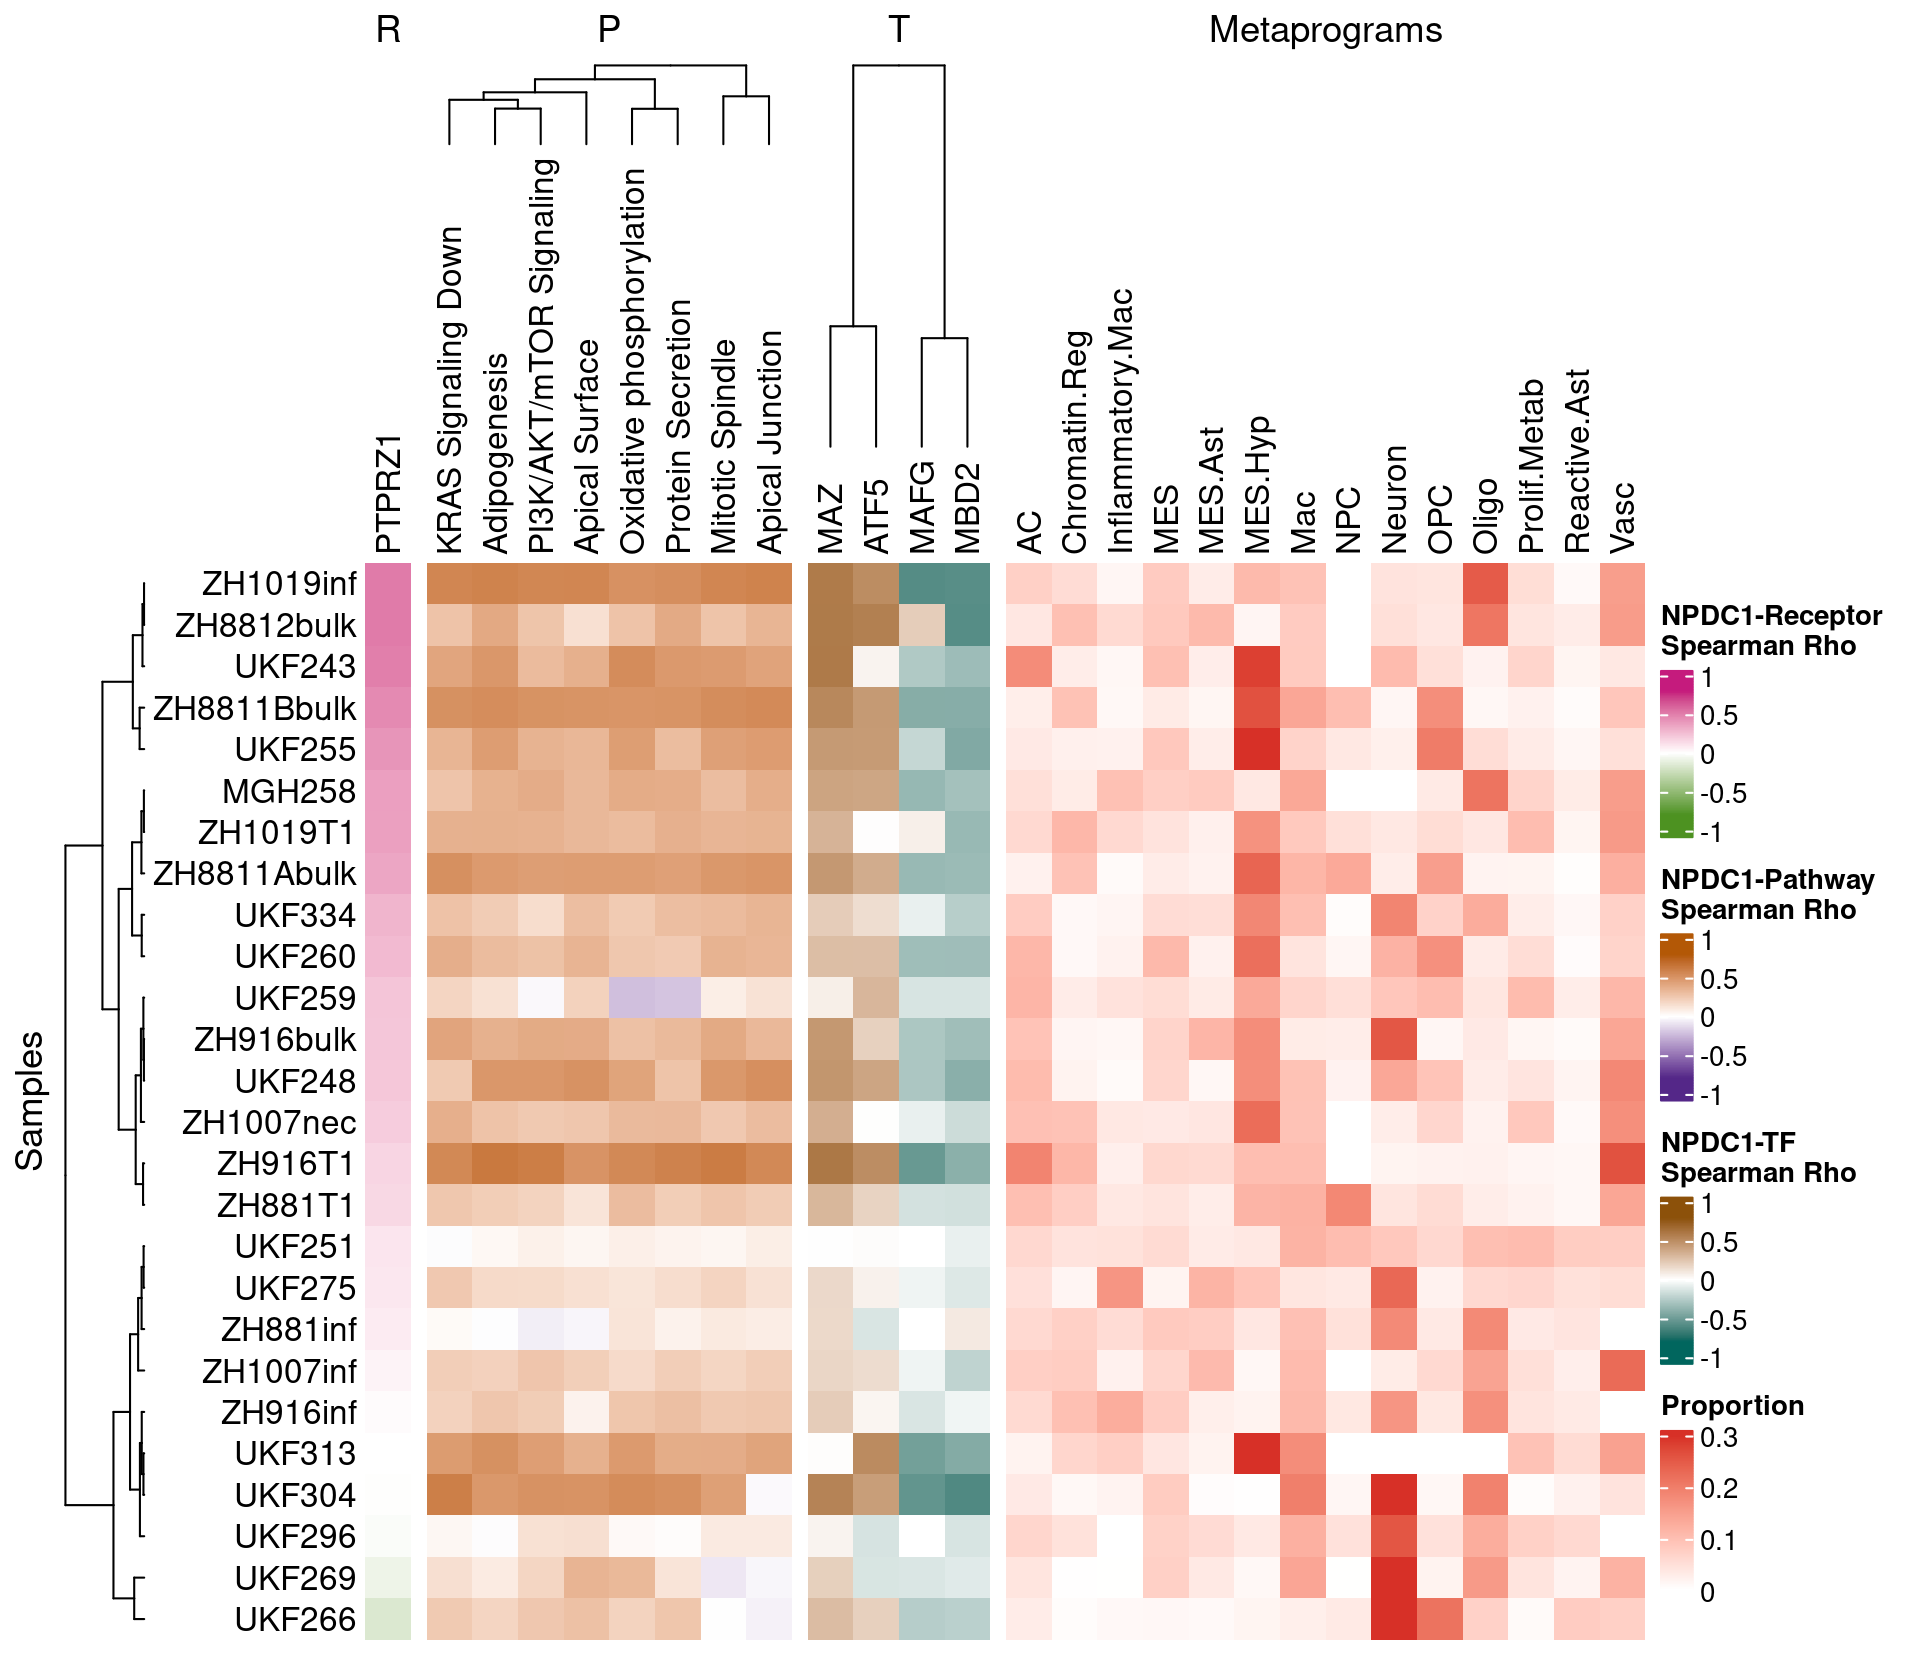 R
P
T
Metaprograms
PTPRZ1
KRAS Signaling Down
Adipogenesis
PI3K/AKT/mTOR Signaling
Apical Surface
Oxidative phosphorylation
Protein Secretion
Mitotic Spindle
Apical Junction
MAZ
ATF5
MAFG
MBD2
AC
Chromatin.Reg
Inflammatory.Mac
MES
MES.Ast
MES.Hyp
Mac
NPC
Neuron
OPC
Oligo
Prolif.Metab
Reactive.Ast
Vasc
Samples
ZH1019inf
ZH8812bulk
UKF243
ZH8811Bbulk
UKF255
MGH258
ZH1019T1
ZH8811Abulk
UKF334
UKF260
UKF259
ZH916bulk
UKF248
ZH1007nec
ZH916T1
ZH881T1
UKF251
UKF275
ZH881inf
ZH1007inf
ZH916inf
UKF313
UKF304
UKF296
UKF269
UKF266
NPDC1-Receptor
Spearman Rho
1
0.5
0
-0.5
-1
NPDC1-Pathway
Spearman Rho
1
0.5
0
-0.5
-1
NPDC1-TF
Spearman Rho
1
0.5
0
-0.5
-1
Proportion
0.3
0.2
0.1
0